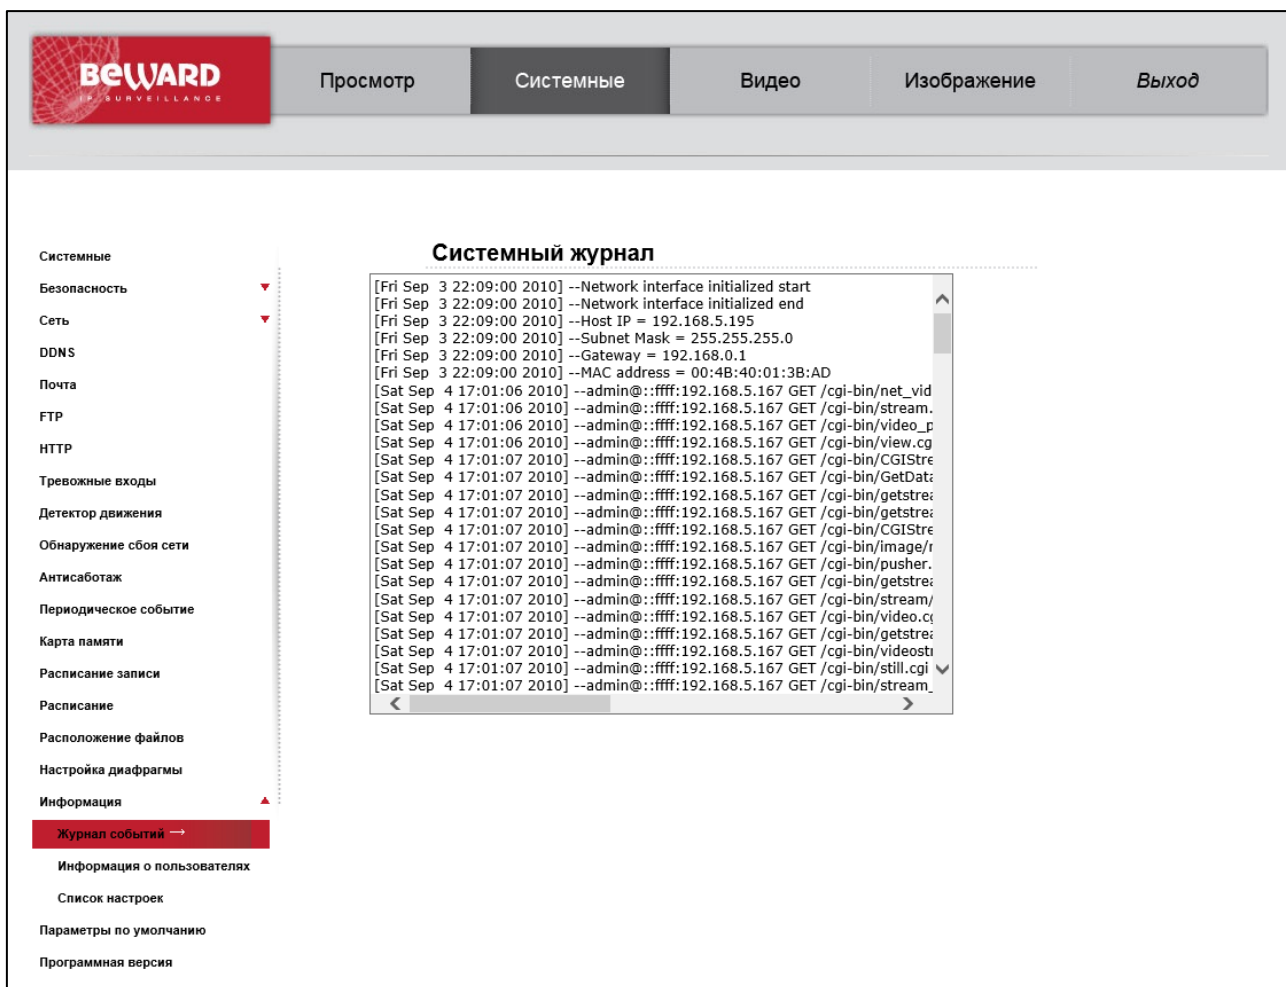 BEWARD
IP SURVEILLANCE
Просмотр
Системные
Видео
Изображение
Выход
Системные
Безопасность
Сеть
DDNS
Почта
FTP
HTTP
Тревожные входы
Детектор движения
Обнаружение сбоя сети
Антисаботаж
Периодическое событие
Карта памяти
Расписание записи
Расписание
Расположение файлов
Настройка диафрагмы
Информация
Журнал событий →
Информация о пользователях
Список настроек
Параметры по умолчанию
Программная версия
Системный журнал
[Fri Sep  3 22:09:00 2010] --Network interface initialized start
[Fri Sep  3 22:09:00 2010] --Network interface initialized end
[Fri Sep  3 22:09:00 2010] --Host IP = 192.168.5.195
[Fri Sep  3 22:09:00 2010] --Subnet Mask = 255.255.255.0
[Fri Sep  3 22:09:00 2010] --Gateway = 192.168.0.1
[Fri Sep  3 22:09:00 2010] --MAC address = 00:4B:40:01:3B:AD
[Sat Sep  4 17:01:06 2010] --admin@::ffff:192.168.5.167 GET /cgi-bin/net_vid
[Sat Sep  4 17:01:06 2010] --admin@::ffff:192.168.5.167 GET /cgi-bin/stream.
[Sat Sep  4 17:01:06 2010] --admin@::ffff:192.168.5.167 GET /cgi-bin/video_p
[Sat Sep  4 17:01:06 2010] --admin@::ffff:192.168.5.167 GET /cgi-bin/view.cg
[Sat Sep  4 17:01:07 2010] --admin@::ffff:192.168.5.167 GET /cgi-bin/CGIStre
[Sat Sep  4 17:01:07 2010] --admin@::ffff:192.168.5.167 GET /cgi-bin/GetData
[Sat Sep  4 17:01:07 2010] --admin@::ffff:192.168.5.167 GET /cgi-bin/getstrea
[Sat Sep  4 17:01:07 2010] --admin@::ffff:192.168.5.167 GET /cgi-bin/getstrea
[Sat Sep  4 17:01:07 2010] --admin@::ffff:192.168.5.167 GET /cgi-bin/CGIStre
[Sat Sep  4 17:01:07 2010] --admin@::ffff:192.168.5.167 GET /cgi-bin/image/r
[Sat Sep  4 17:01:07 2010] --admin@::ffff:192.168.5.167 GET /cgi-bin/pusher.
[Sat Sep  4 17:01:07 2010] --admin@::ffff:192.168.5.167 GET /cgi-bin/getstrea
[Sat Sep  4 17:01:07 2010] --admin@::ffff:192.168.5.167 GET /cgi-bin/stream/
[Sat Sep  4 17:01:07 2010] --admin@::ffff:192.168.5.167 GET /cgi-bin/video.cg
[Sat Sep  4 17:01:07 2010] --admin@::ffff:192.168.5.167 GET /cgi-bin/getstrea
[Sat Sep  4 17:01:07 2010] --admin@::ffff:192.168.5.167 GET /cgi-bin/videostr
[Sat Sep  4 17:01:07 2010] --admin@::ffff:192.168.5.167 GET /cgi-bin/still.cgi
[Sat Sep  4 17:01:07 2010] --admin@::ffff:192.168.5.167 GET /cgi-bin/stream_